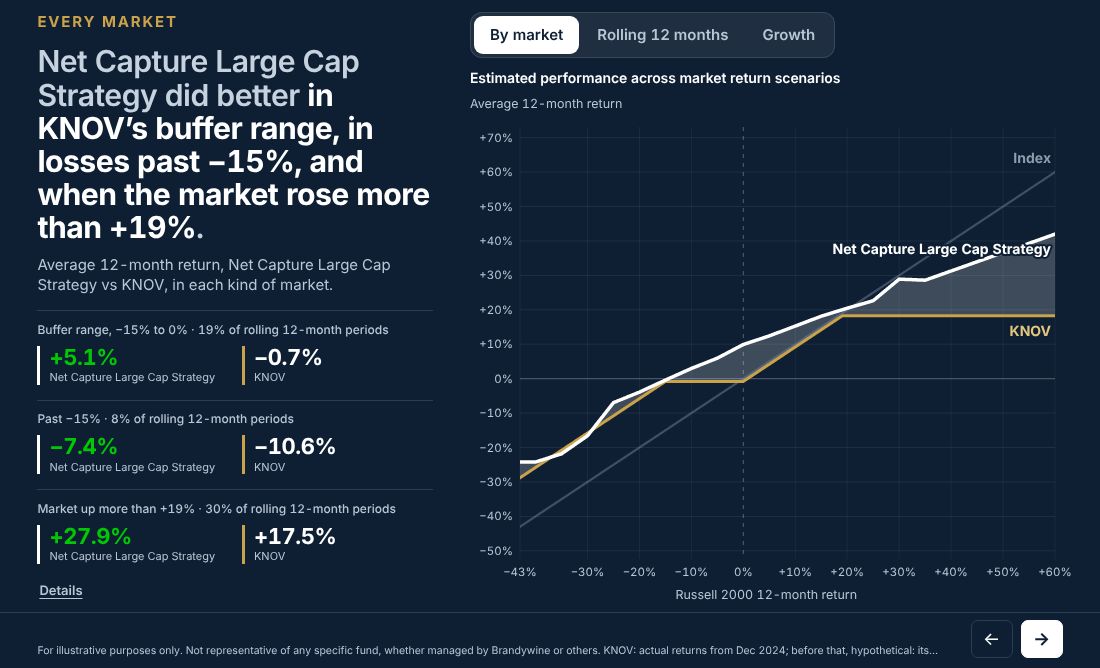 EVERY MARKET
Net Capture Large Cap
Strategy did better in
KNOV’s buffer range, in
losses past −15%, and
when the market rose more
than +19%.
Average 12-month return, Net Capture Large Cap
Strategy vs KNOV, in each kind of market.
Buffer range, −15% to 0% · 19% of rolling 12-month periods
+5.1%
Net Capture Large Cap Strategy
−0.7%
KNOV
Past −15% · 8% of rolling 12-month periods
−7.4%
Net Capture Large Cap Strategy
−10.6%
KNOV
Market up more than +19% · 30% of rolling 12-month periods
+27.9%
Net Capture Large Cap Strategy
+17.5%
KNOV
Details
By market
Rolling 12 months
Growth
Estimated performance across market return scenarios
Average 12-month return
+70%
+60%
+50%
+40%
+30%
+20%
+10%
0%
−10%
−20%
−30%
−40%
−50%
Index
Net Capture Large Cap Strategy
KNOV
−43%
−30%
−20%
−10%
0%
+10%
+20%
+30%
+40%
+50%
+60%
Russell 2000 12-month return
For illustrative purposes only. Not representative of any specific fund, whether managed by Brandywine or others. KNOV: actual returns from Dec 2024; before that, hypothetical: its...